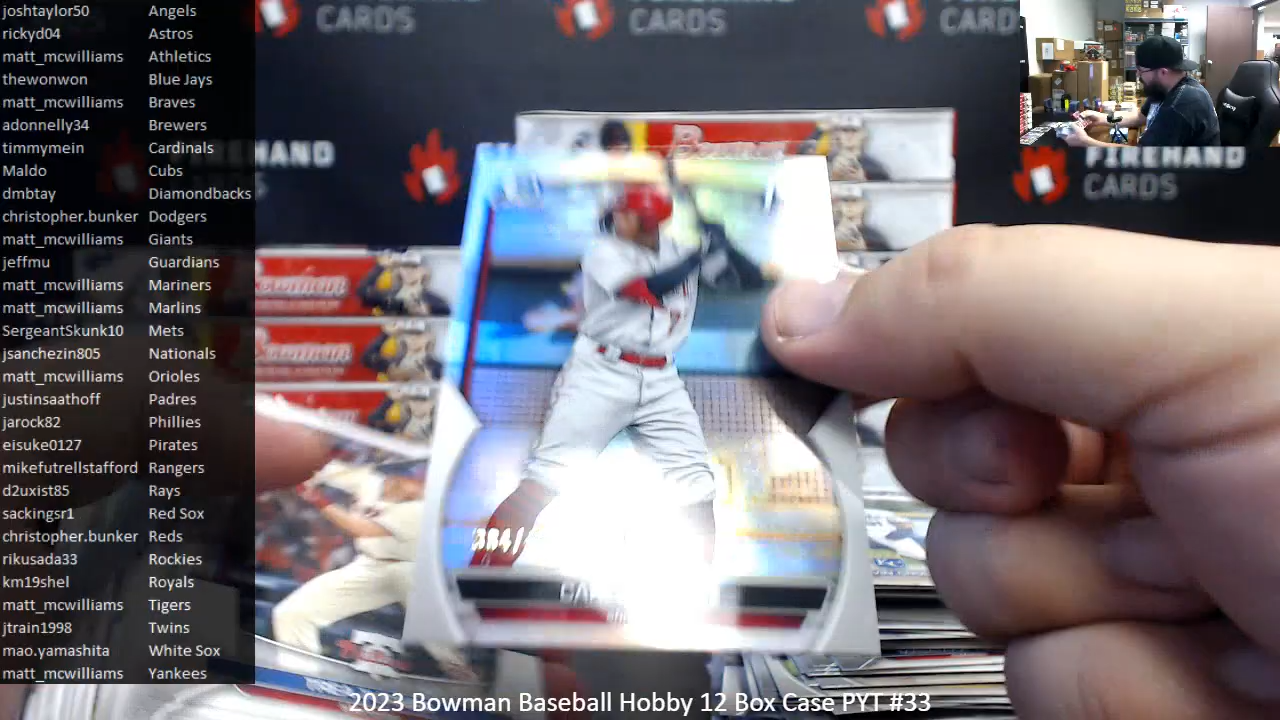 joshtaylor50 Angels
rickyd04 Astros
matt_mcwilliams Athletics
thewonwon Blue Jays
matt_mcwilliams Braves
adonnelly34 Brewers
timmymein Cardinals
Maldo Cubs
dmbtay Diamondbacks
christopher.bunker Dodgers
matt_mcwilliams Giants
jeffmu Guardians
matt_mcwilliams Mariners
matt_mcwilliams Marlins
SergeantSkunk10 Mets
jsanchezin805 Nationals
matt_mcwilliams Orioles
justinsaathoff Padres
jarock82 Phillies
eisuke0127 Pirates
mikefutrellstafford Rangers
d2uxist85 Rays
sackingsr1 Red Sox
christopher.bunker Reds
rikusada33 Rockies
km19shel Royals
matt_mcwilliams Tigers
jtrain1998 Twins
mao.yamashita White Sox
matt_mcwilliams Yankees
CARDS
CARDS
CARDS
FIREHAND
CARDS
Bowman
Bowman
Bowman
2023 Bowman Baseball Hobby 12 Box Case PYT #33